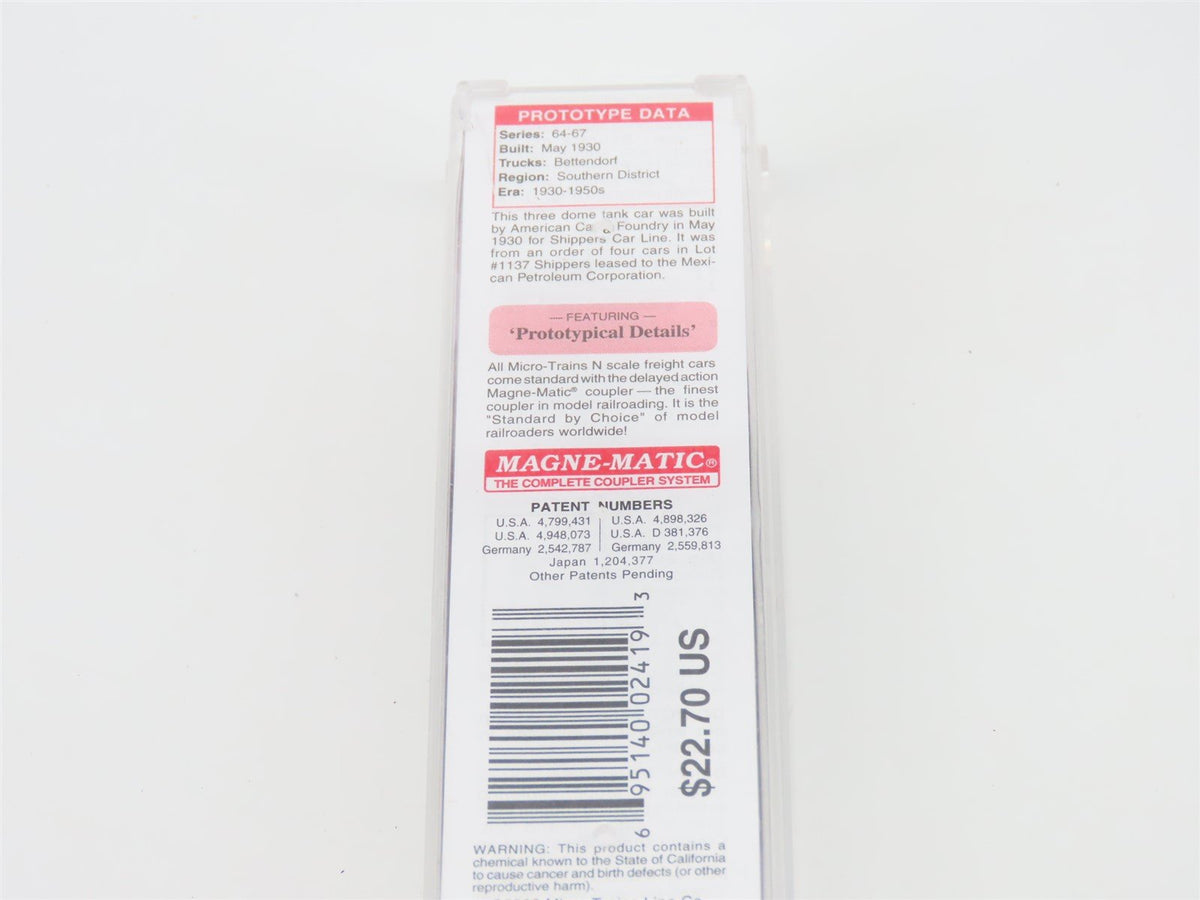 PROTOTYPE DATA
Series: 64-67
Built: May 1930
Trucks: Bettendorf
Region: Southern District
Era: 1930-1950s
This three dome tank car was built
by American Car & Foundry in May
1930 for Shippers Car Line. It was
from an order of four cars in Lot
#1137 Shippers leased to the Mexi-
can Petroleum Corporation.
— FEATURING —
‘Prototypical Details’
All Micro-Trains N scale freight cars
come standard with the delayed action
Magne-Matic® coupler — the finest
coupler in model railroading. It is the
"Standard by Choice" of model
railroaders worldwide!
MAGNE-MATIC®
THE COMPLETE COUPLER SYSTEM
PATENT NUMBERS
U.S.A. 4,799,431 U.S.A. 4,898,326
U.S.A. 4,948,073 U.S.A. D 381,376
Germany 2,542,787 Germany 2,559,813
Japan 1,204,377
Other Patents Pending
6 95140 02419 3
$22.70 US
WARNING: This product contains a
chemical known to the State of California
to cause cancer and birth defects (or other
reproductive harm).